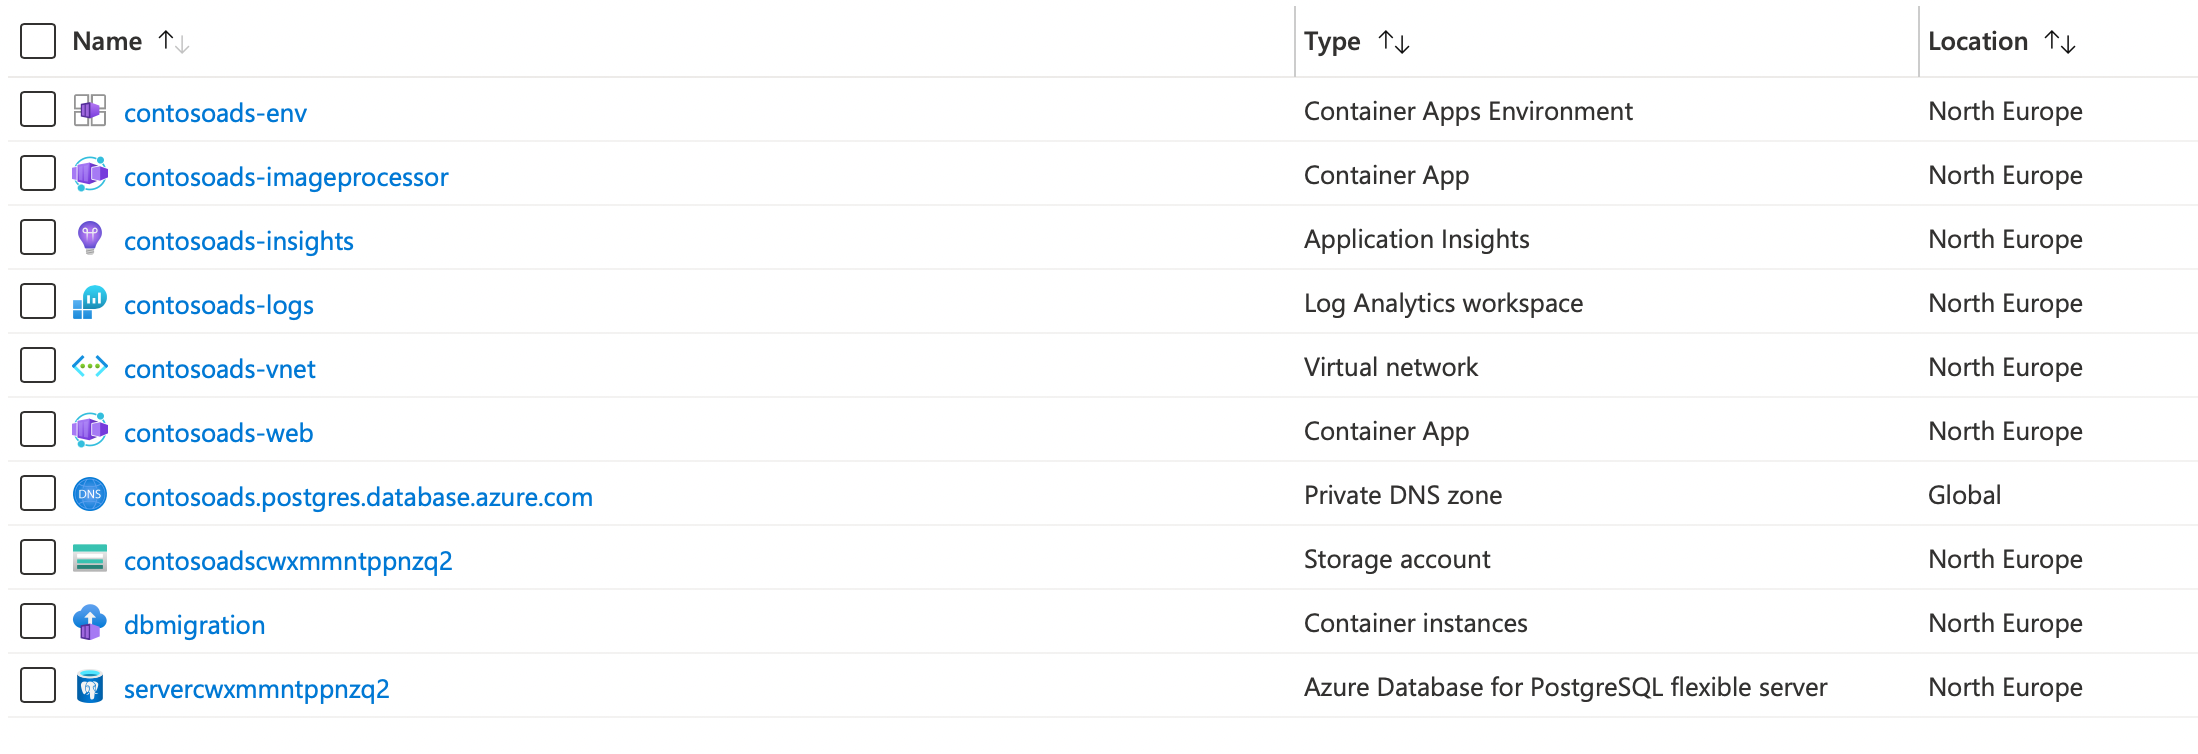 Name ↑↓ Type ↑↓ Location ↑↓
contosoads-env Container Apps Environment North Europe
contosoads-imageprocessor Container App North Europe
contosoads-insights Application Insights North Europe
contosoads-logs Log Analytics workspace North Europe
contosoads-vnet Virtual network North Europe
contosoads-web Container App North Europe
DNS contosoads.postgres.database.azure.com Private DNS zone Global
contosoadscwxmmntppnzq2 Storage account North Europe
dbmigration Container instances North Europe
servercwxmmntppnzq2 Azure Database for PostgreSQL flexible server North Europe